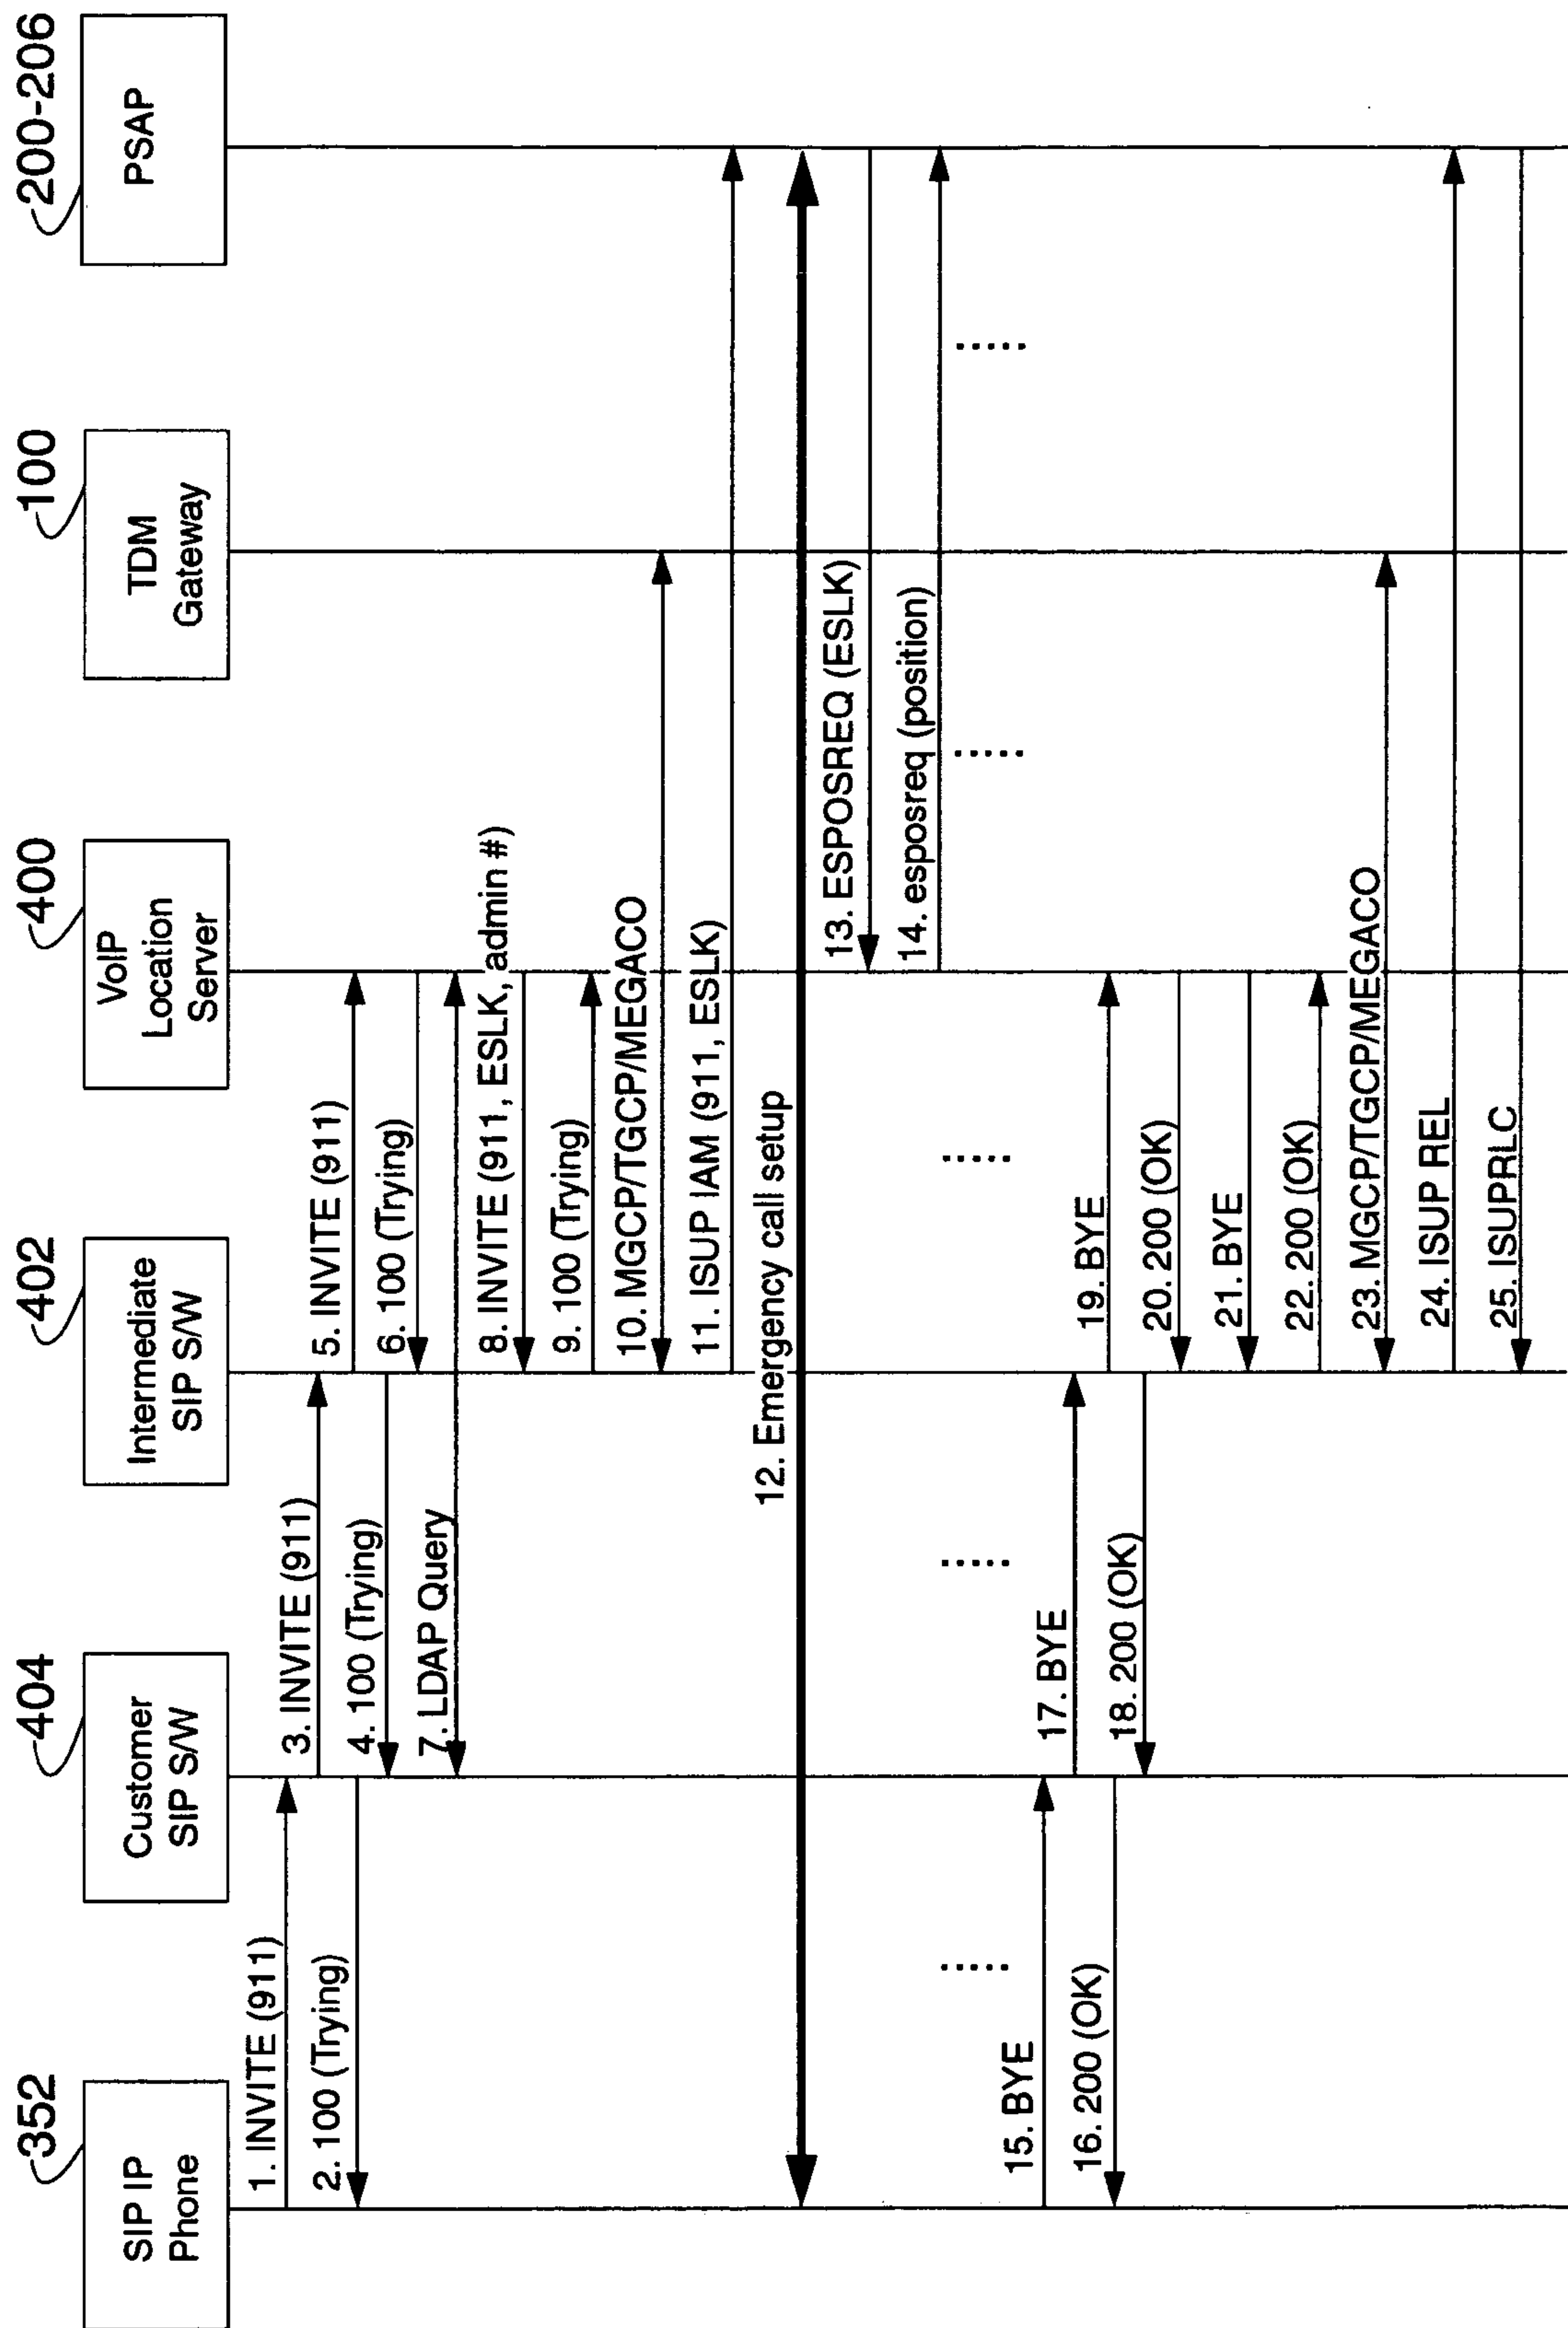 352
404
402
400
100
200-206
SIP IP
Phone
Customer
SIP S/W
Intermediate
SIP S/W
VoIP
Location
Server
TDM
Gateway
PSAP
1. INVITE (911)
2. 100 (Trying)
3. INVITE (911)
4. 100 (Trying)
5. INVITE (911)
6. 100 (Trying)
7. LDAP Query
8. INVITE (911, ESLK, admin #)
9. 100 (Trying)
10. MGCP/TGCP/MEGACO
11. ISUP IAM (911, ESLK)
12. Emergency call setup
13. ESPOSREQ (ESLK)
14. esposreq (position)
.....
.....
.....
.....
.....
15. BYE
16. 200 (OK)
17. BYE
18. 200 (OK)
19. BYE
20. 200 (OK)
21. BYE
22. 200 (OK)
23. MGCP/TGCP/MEGACO
24. ISUP REL
25. ISUPRLC